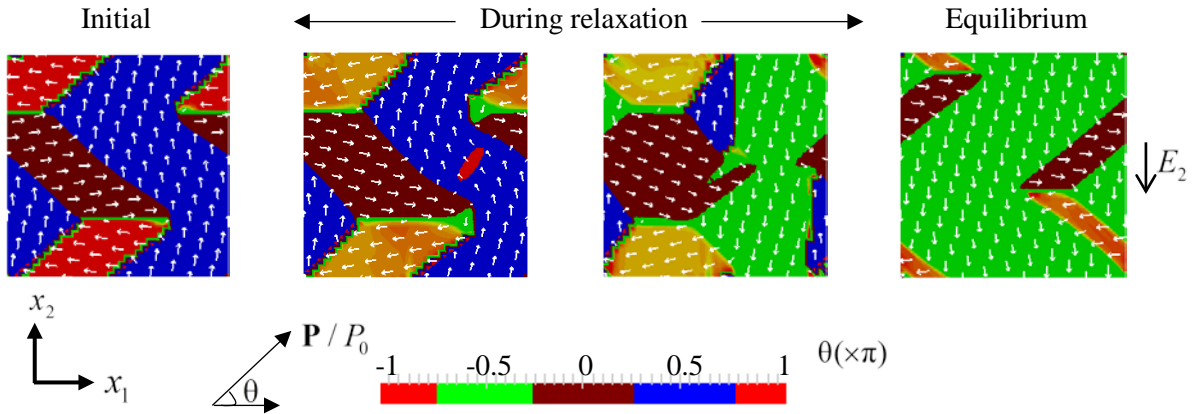 Initial
During relaxation
Equilibrium
E2
x2
x1
P / P0
θ
-1 -0.5 0 0.5 1
θ(×π)